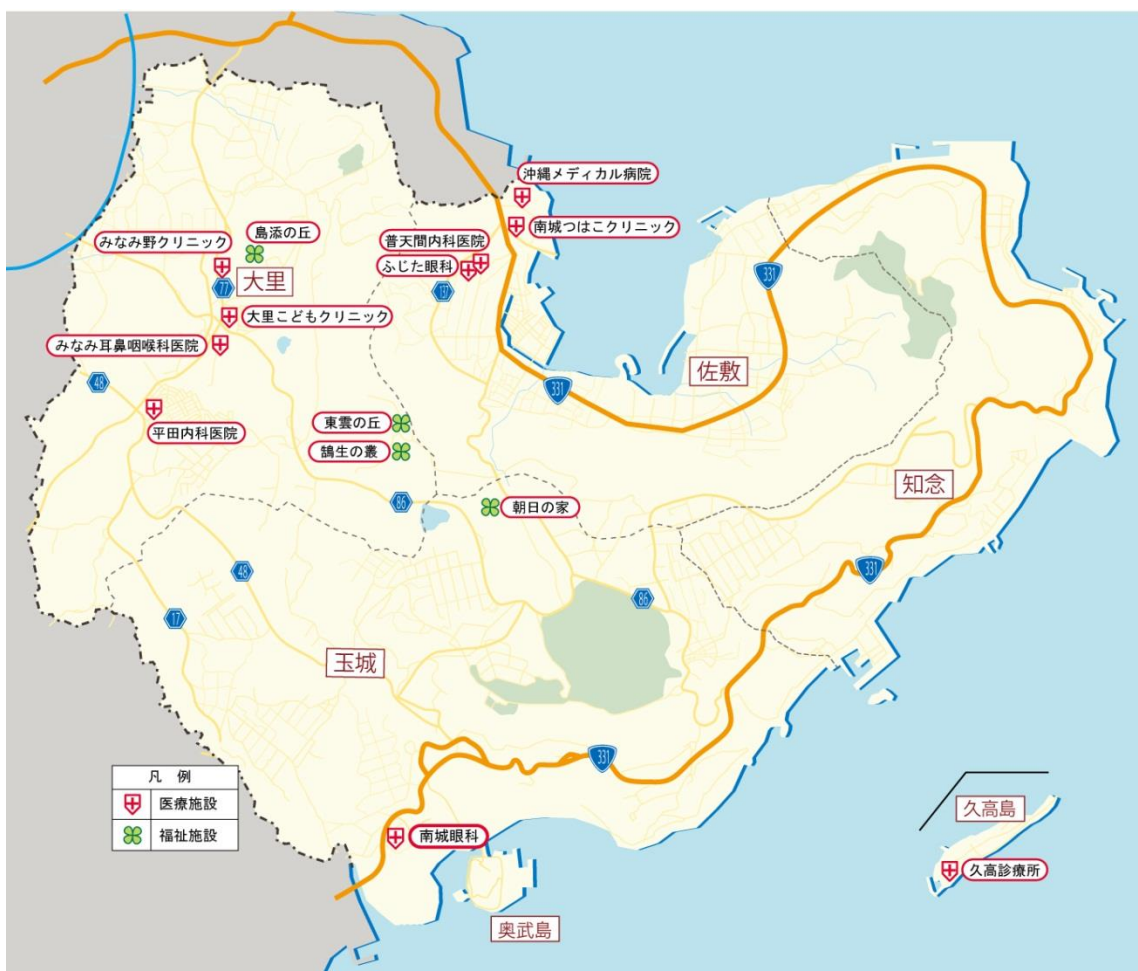 沖縄メディカル病院
南城つはこクリニック
島添の丘
普天間内科医院
みなみ野クリニック
ふじた眼科
331
大里
77
137
大里こどもクリニック
みなみ耳鼻咽喉科医院
佐敷
48
331
平田内科医院
東雲の丘
鵠生の叢
知念
86
朝日の家
48
331
86
17
玉城
331
凡 例
医療施設
福祉施設
久高島
南城眼科
久高診療所
奥武島